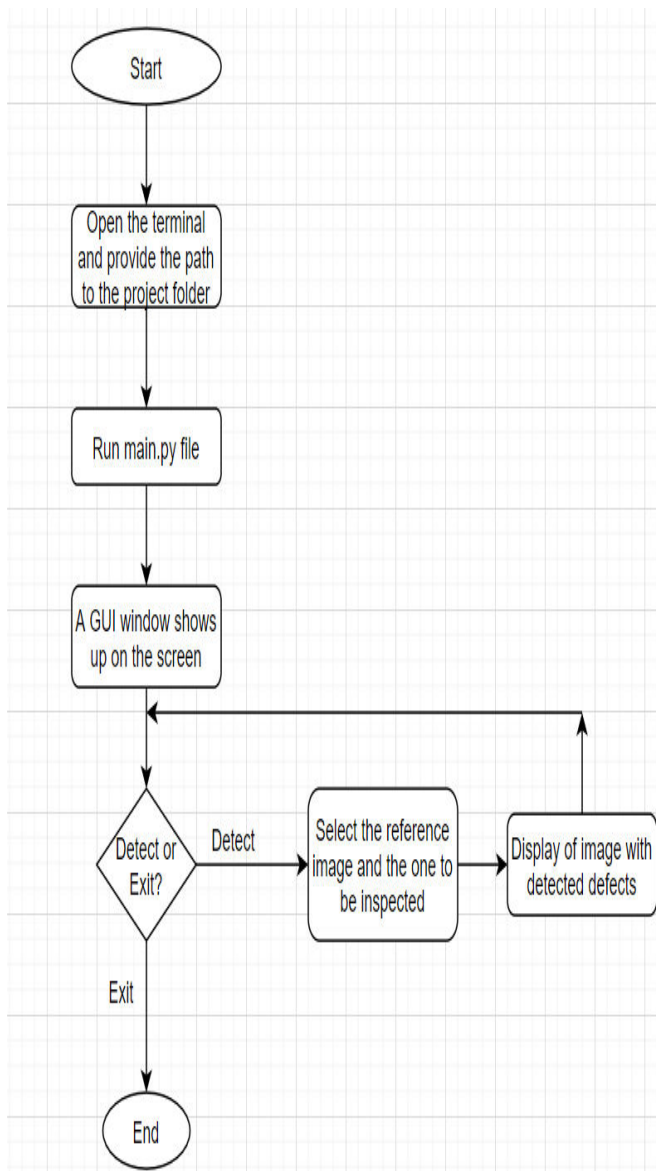 Start
Open the terminal
and provide the path
to the project folder
Run main.py file
A GUI window shows
up on the screen
Detect or
Exit?
Detect
Select the reference
image and the one to
be inspected
Display of image with
detected defects
Exit
End